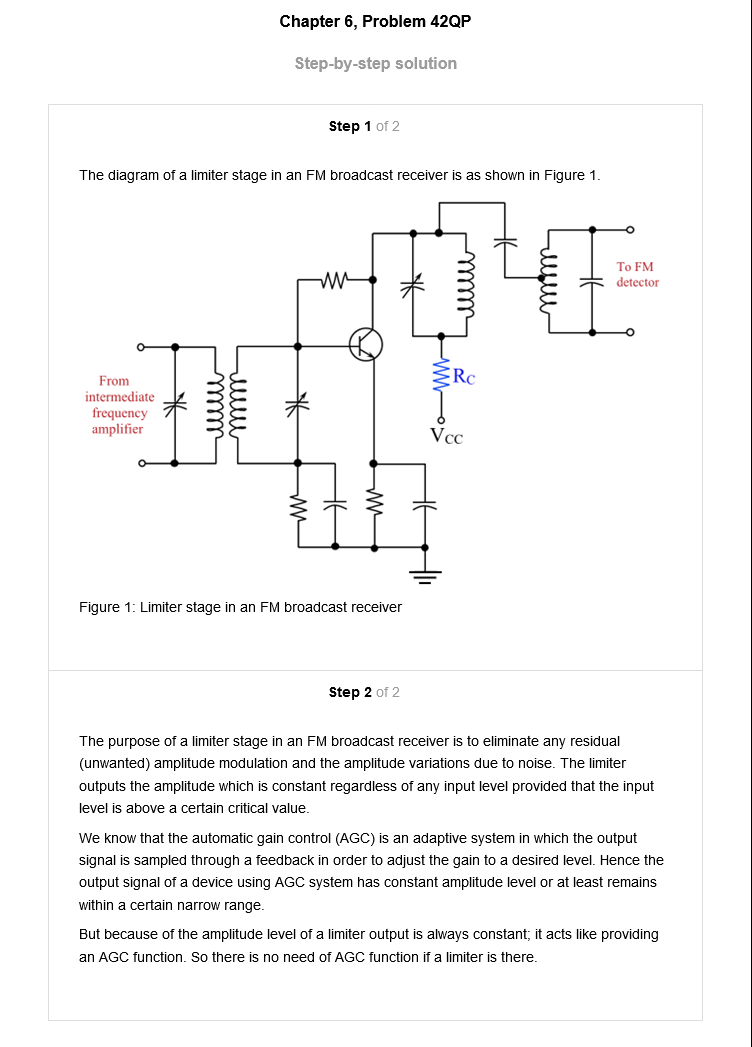 Chapter 6, Problem 42QP
Step-by-step solution
Step 1 of 2
The diagram of a limiter stage in an FM broadcast receiver is as shown in Figure 1.
To FM
detector
From
intermediate
frequency
amplifier
RC
VCC
Figure 1: Limiter stage in an FM broadcast receiver
Step 2 of 2
The purpose of a limiter stage in an FM broadcast receiver is to eliminate any residual
(unwanted) amplitude modulation and the amplitude variations due to noise. The limiter
outputs the amplitude which is constant regardless of any input level provided that the input
level is above a certain critical value.
We know that the automatic gain control (AGC) is an adaptive system in which the output
signal is sampled through a feedback in order to adjust the gain to a desired level. Hence the
output signal of a device using AGC system has constant amplitude level or at least remains
within a certain narrow range.
But because of the amplitude level of a limiter output is always constant; it acts like providing
an AGC function. So there is no need of AGC function if a limiter is there.